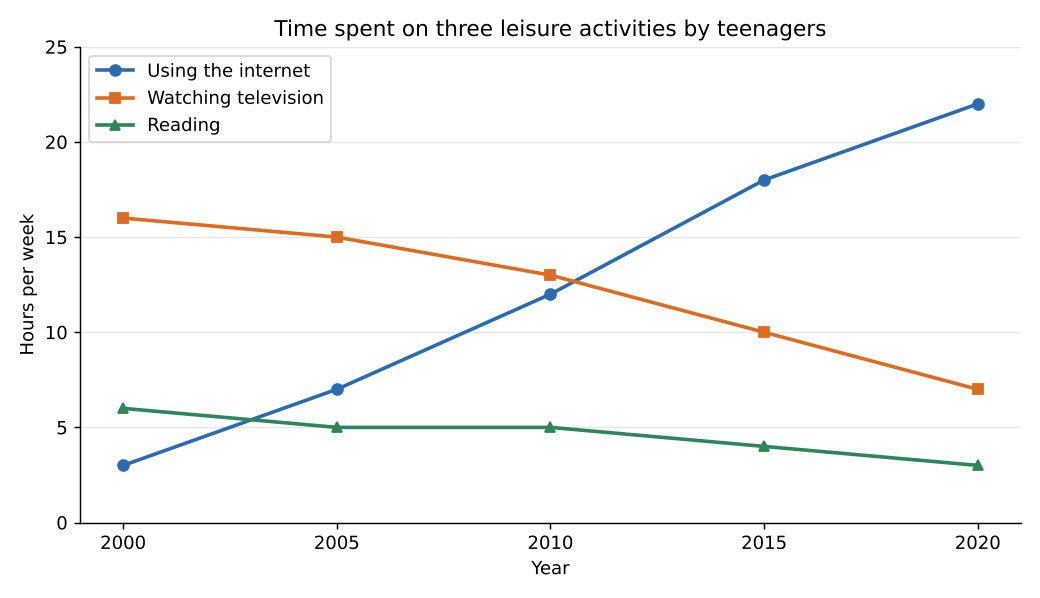 Time spent on three leisure activities by teenagers
25
20
15
10
5
0
Hours per week
Using the internet
Watching television
Reading
2000 2005 2010 2015 2020
Year